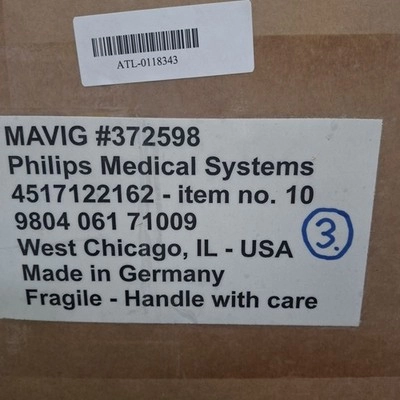 ATL-0118343
MAVIG #372598
Philips Medical Systems
4517122162 - item no. 10
9804 061 71009
3.
West Chicago, IL - USA
Made in Germany
Fragile - Handle with care